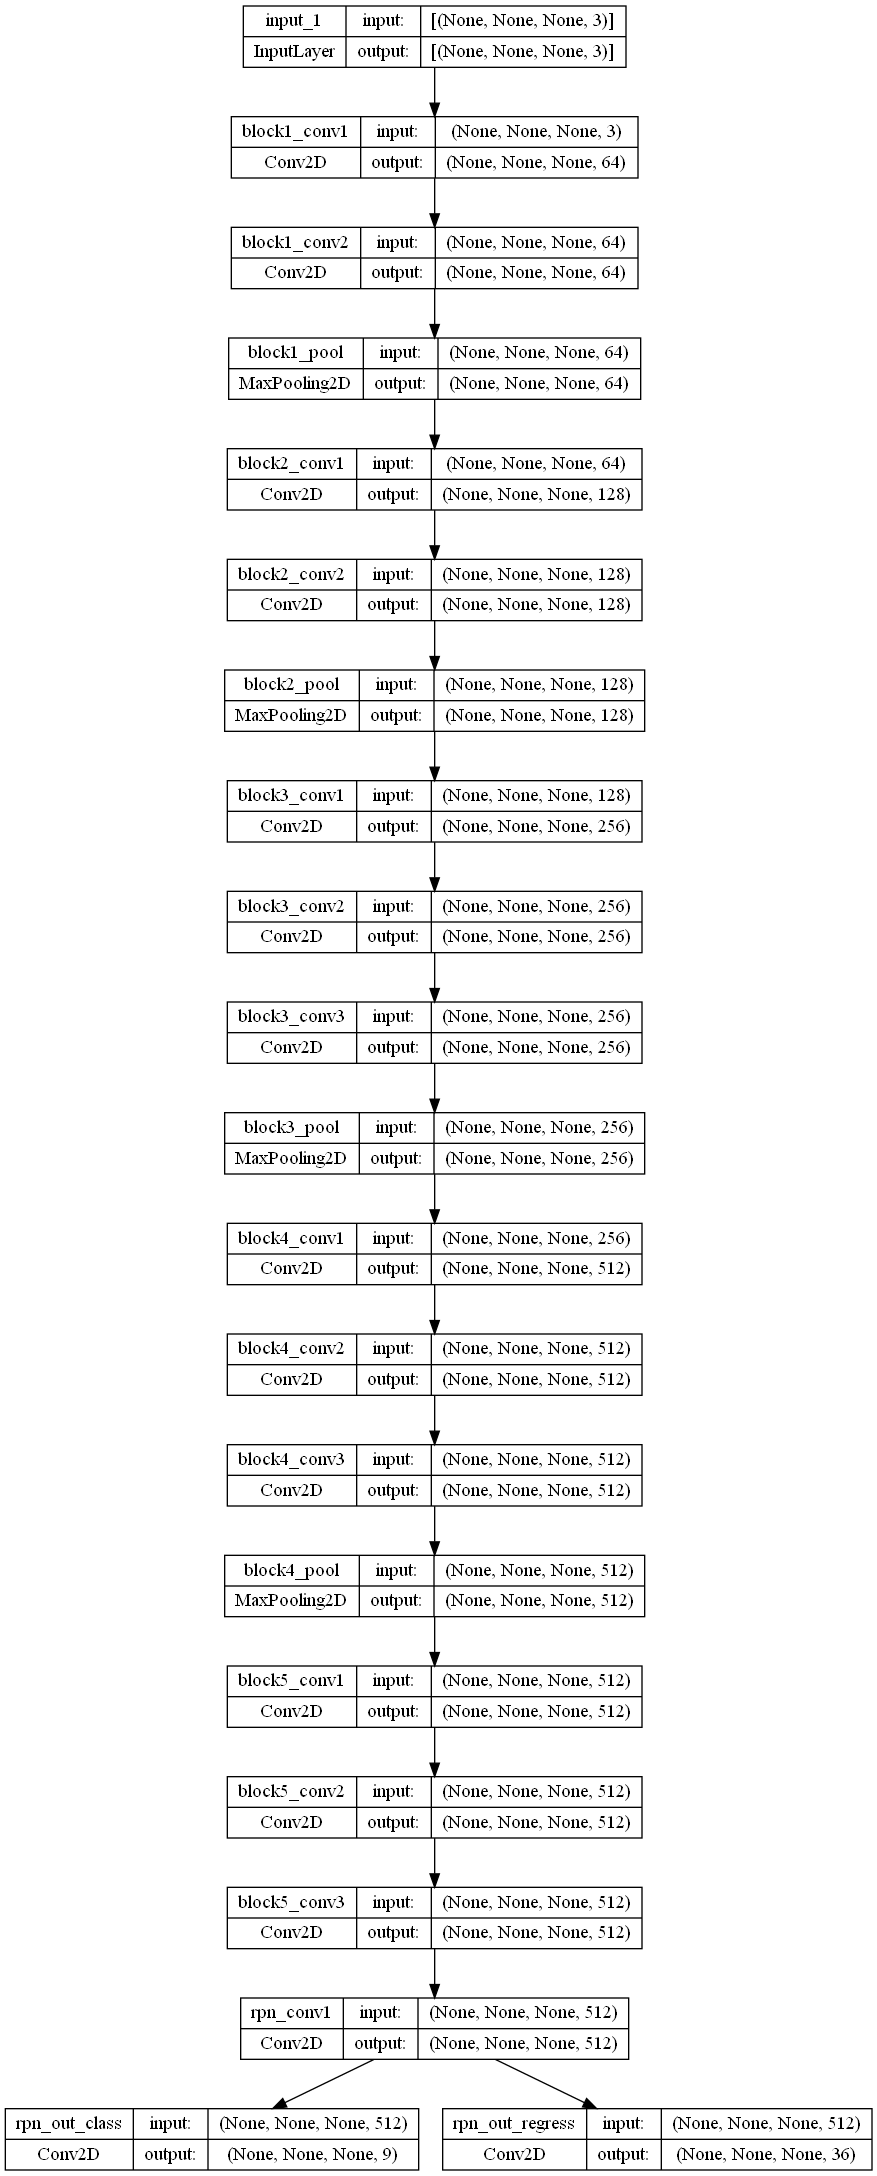 input_1 input: [(None, None, None, 3)]
InputLayer output: [(None, None, None, 3)]
block1_conv1 input: (None, None, None, 3)
Conv2D output: (None, None, None, 64)
block1_conv2 input: (None, None, None, 64)
Conv2D output: (None, None, None, 64)
block1_pool input: (None, None, None, 64)
MaxPooling2D output: (None, None, None, 64)
block2_conv1 input: (None, None, None, 64)
Conv2D output: (None, None, None, 128)
block2_conv2 input: (None, None, None, 128)
Conv2D output: (None, None, None, 128)
block2_pool input: (None, None, None, 128)
MaxPooling2D output: (None, None, None, 128)
block3_conv1 input: (None, None, None, 128)
Conv2D output: (None, None, None, 256)
block3_conv2 input: (None, None, None, 256)
Conv2D output: (None, None, None, 256)
block3_conv3 input: (None, None, None, 256)
Conv2D output: (None, None, None, 256)
block3_pool input: (None, None, None, 256)
MaxPooling2D output: (None, None, None, 256)
block4_conv1 input: (None, None, None, 256)
Conv2D output: (None, None, None, 512)
block4_conv2 input: (None, None, None, 512)
Conv2D output: (None, None, None, 512)
block4_conv3 input: (None, None, None, 512)
Conv2D output: (None, None, None, 512)
block4_pool input: (None, None, None, 512)
MaxPooling2D output: (None, None, None, 512)
block5_conv1 input: (None, None, None, 512)
Conv2D output: (None, None, None, 512)
block5_conv2 input: (None, None, None, 512)
Conv2D output: (None, None, None, 512)
block5_conv3 input: (None, None, None, 512)
Conv2D output: (None, None, None, 512)
rpn_conv1 input: (None, None, None, 512)
Conv2D output: (None, None, None, 512)
rpn_out_class input: (None, None, None, 512)
Conv2D output: (None, None, None, 9)
rpn_out_regress input: (None, None, None, 512)
Conv2D output: (None, None, None, 36)